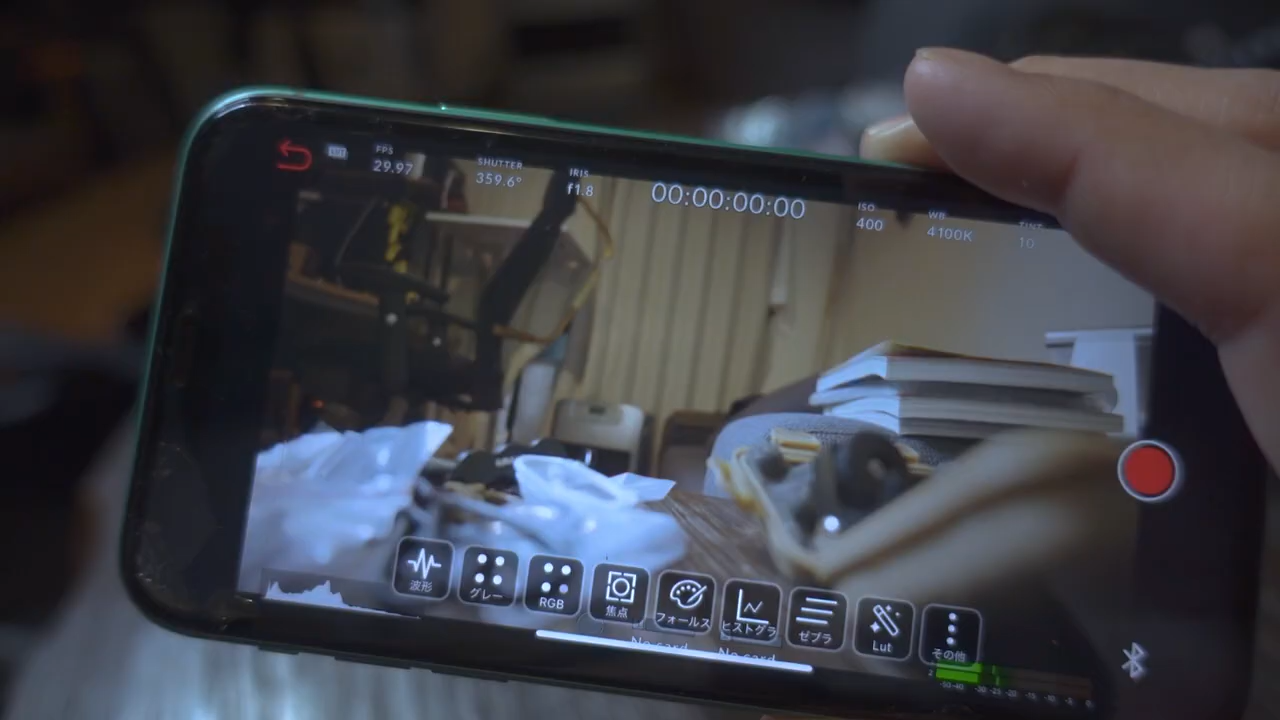 LUT
FPS
29.97
SHUTTER
359.6°
IRIS
f1.8
00:00:00:00
ISO
400
WB
4100K
TINT
10
波形
グレー
RGB
焦点
フォールス
ヒストグラ
ゼブラ
Lut
その他
No card
No card